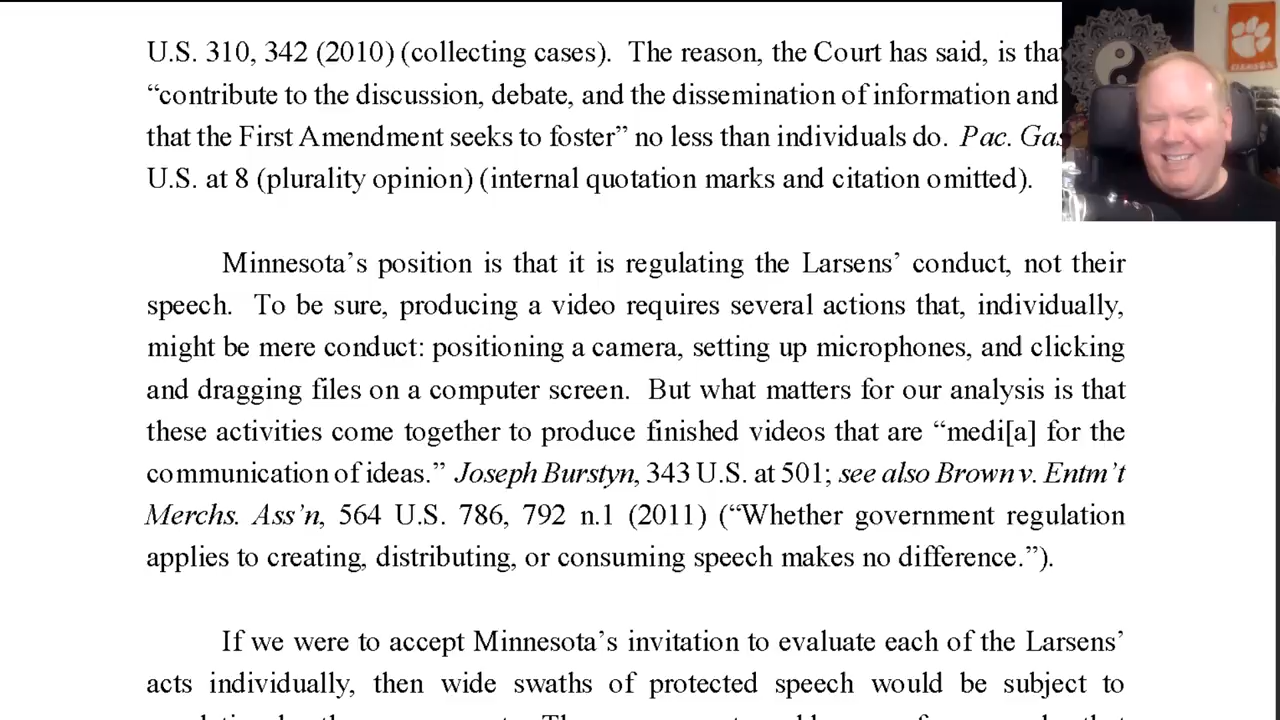 U.S. 310, 342 (2010) (collecting cases). The reason, the Court has said, is that
“contribute to the discussion, debate, and the dissemination of information and
that the First Amendment seeks to foster” no less than individuals do. Pac. Gas
U.S. at 8 (plurality opinion) (internal quotation marks and citation omitted).
Minnesota’s position is that it is regulating the Larsens’ conduct, not their
speech. To be sure, producing a video requires several actions that, individually,
might be mere conduct: positioning a camera, setting up microphones, and clicking
and dragging files on a computer screen. But what matters for our analysis is that
these activities come together to produce finished videos that are “medi[a] for the
communication of ideas.” Joseph Burstyn, 343 U.S. at 501; see also Brown v. Entm’t
Merchs. Ass’n, 564 U.S. 786, 792 n.1 (2011) (“Whether government regulation
applies to creating, distributing, or consuming speech makes no difference.”).
If we were to accept Minnesota’s invitation to evaluate each of the Larsens’
acts individually, then wide swaths of protected speech would be subject to